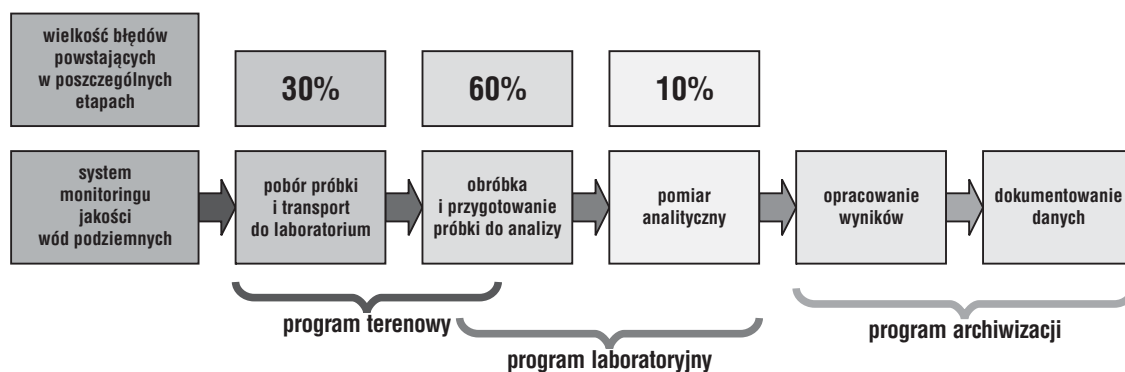 wielkość błędów
powstających
w poszczególnych
etapach
30%
60%
10%
system
monitoringu
jakości
wód podziemnych
pobór próbki
i transport
do laboratorium
obróbka
i przygotowanie
próbki do analizy
pomiar
analityczny
opracowanie
wyników
dokumentowanie
danych
program terenowy
program laboratoryjny
program archiwizacji